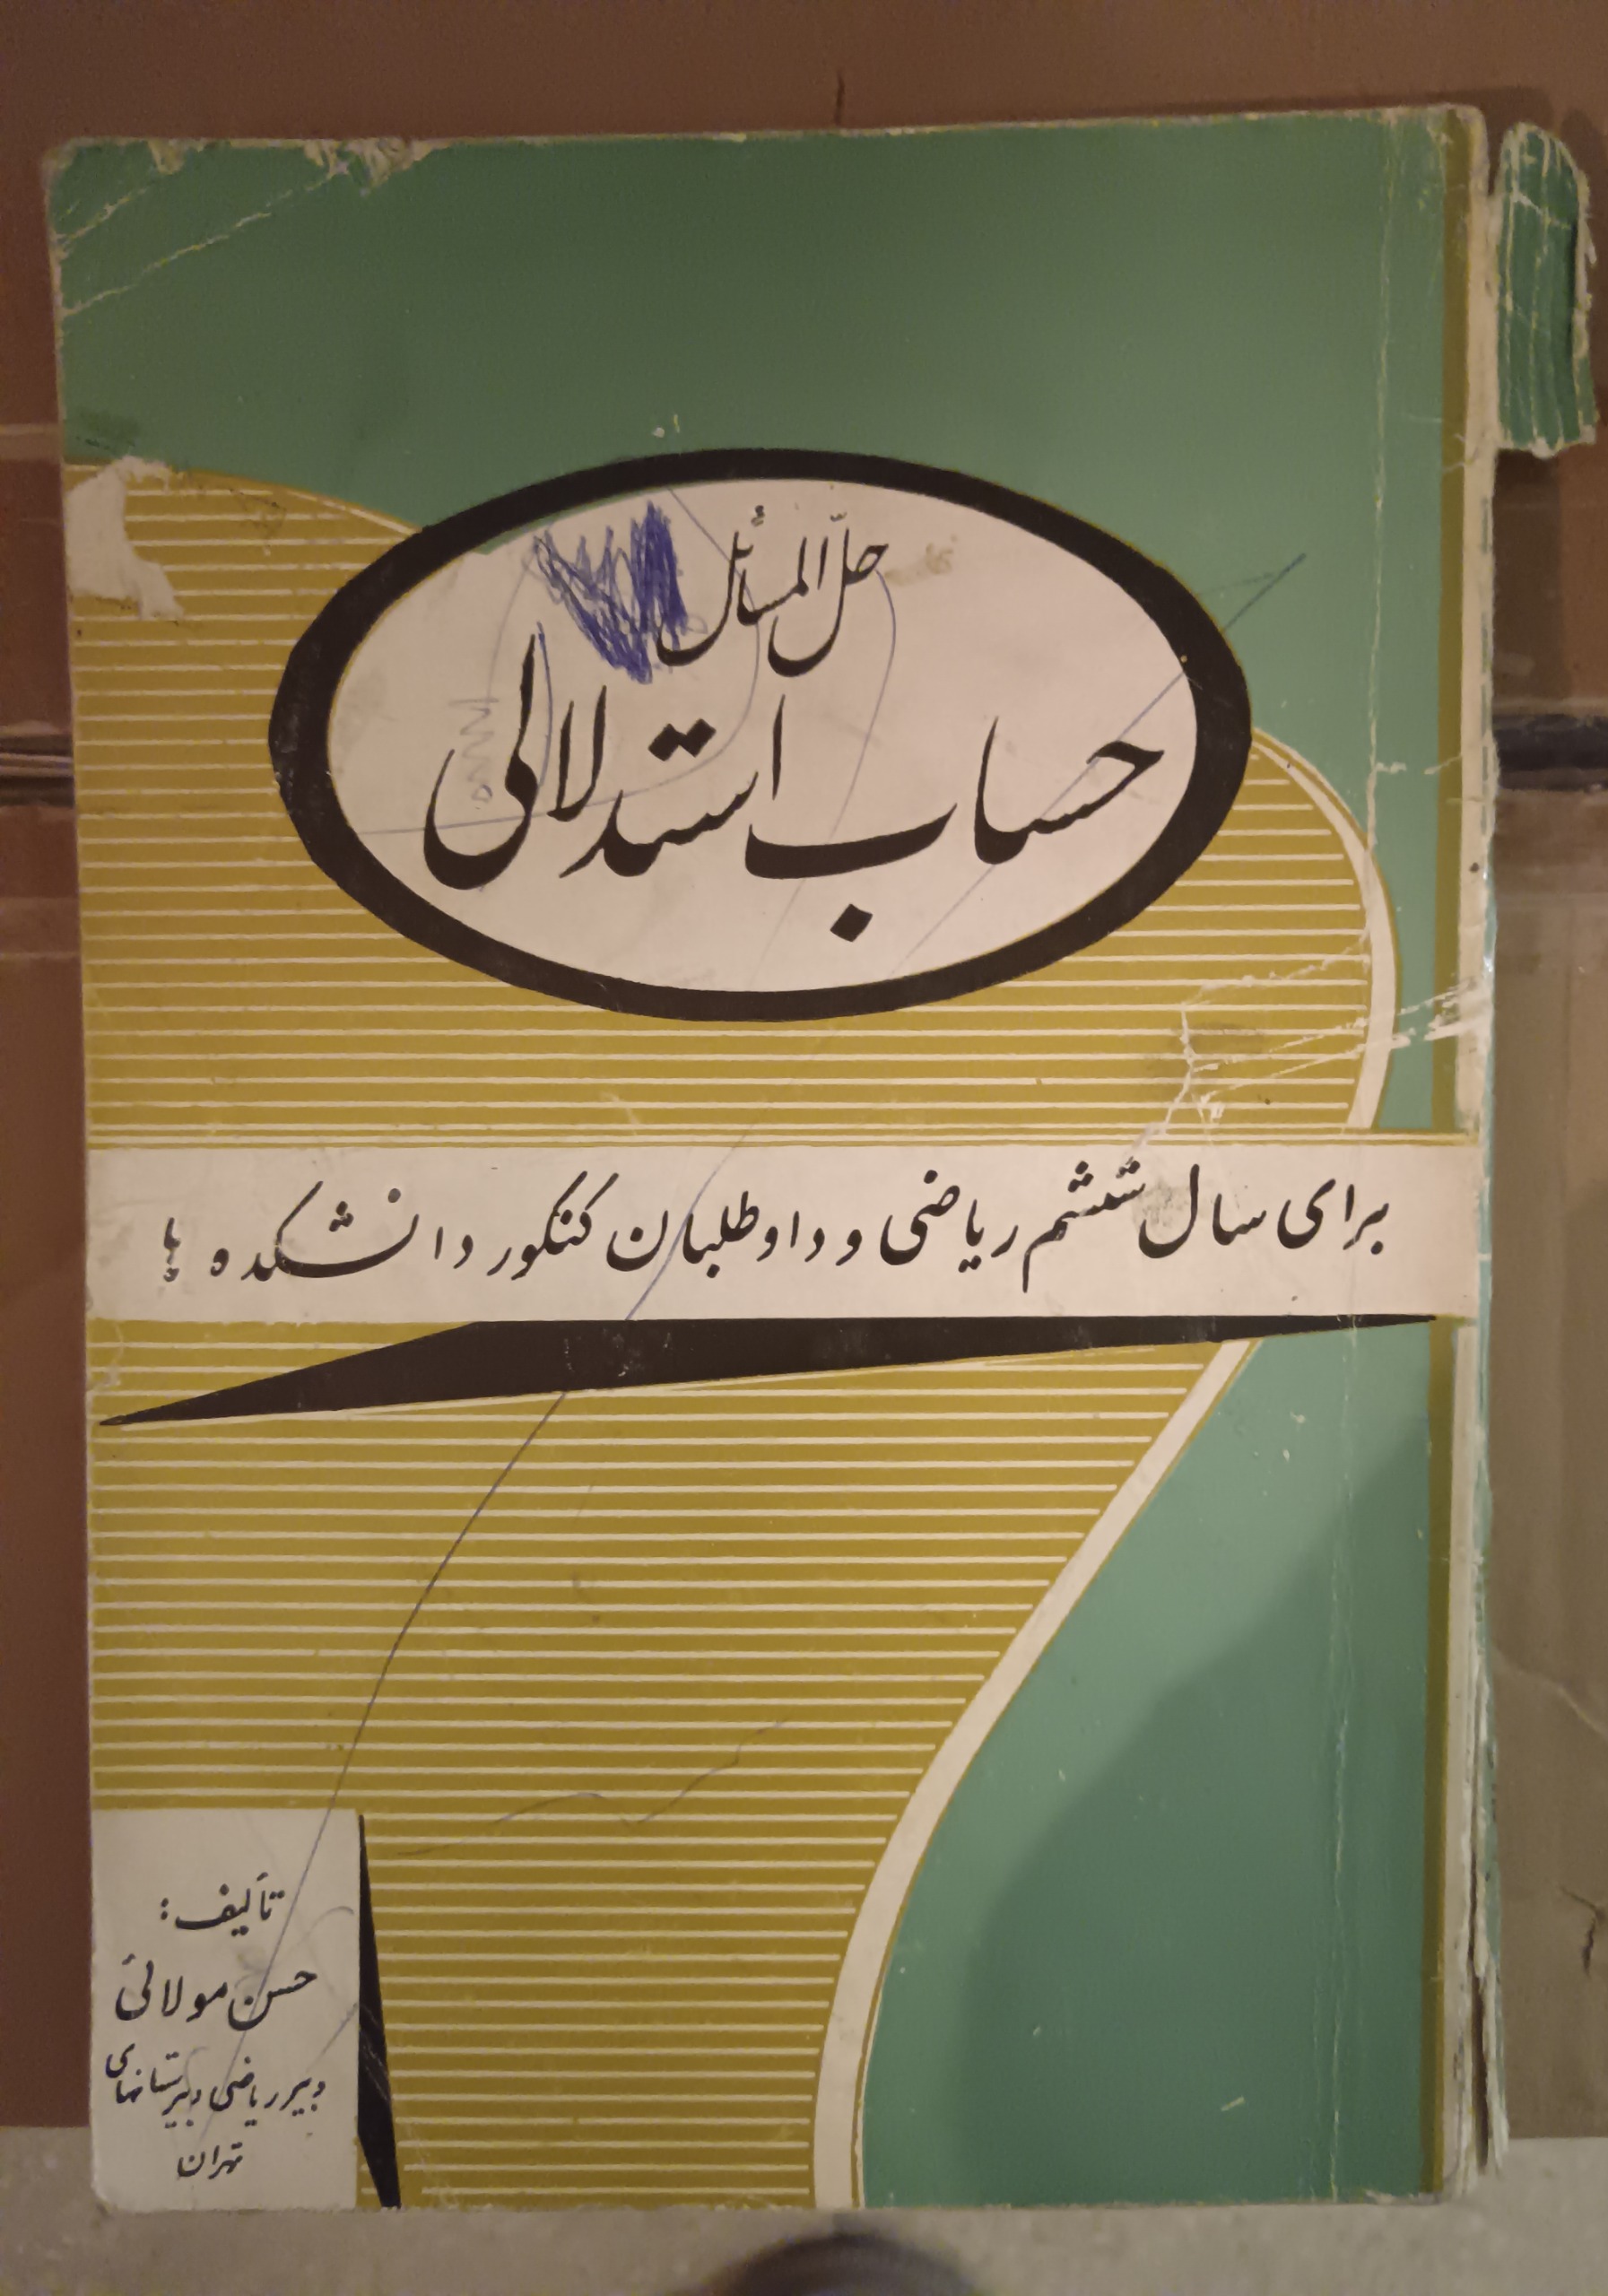 حلّ المسائل
حساب استدلالی
برای سال ششم ریاضی و داوطلبان کنکور دانشکده ها
تألیف:
حسن مولائی
دبیر ریاضی دبیرستانهای
تهران